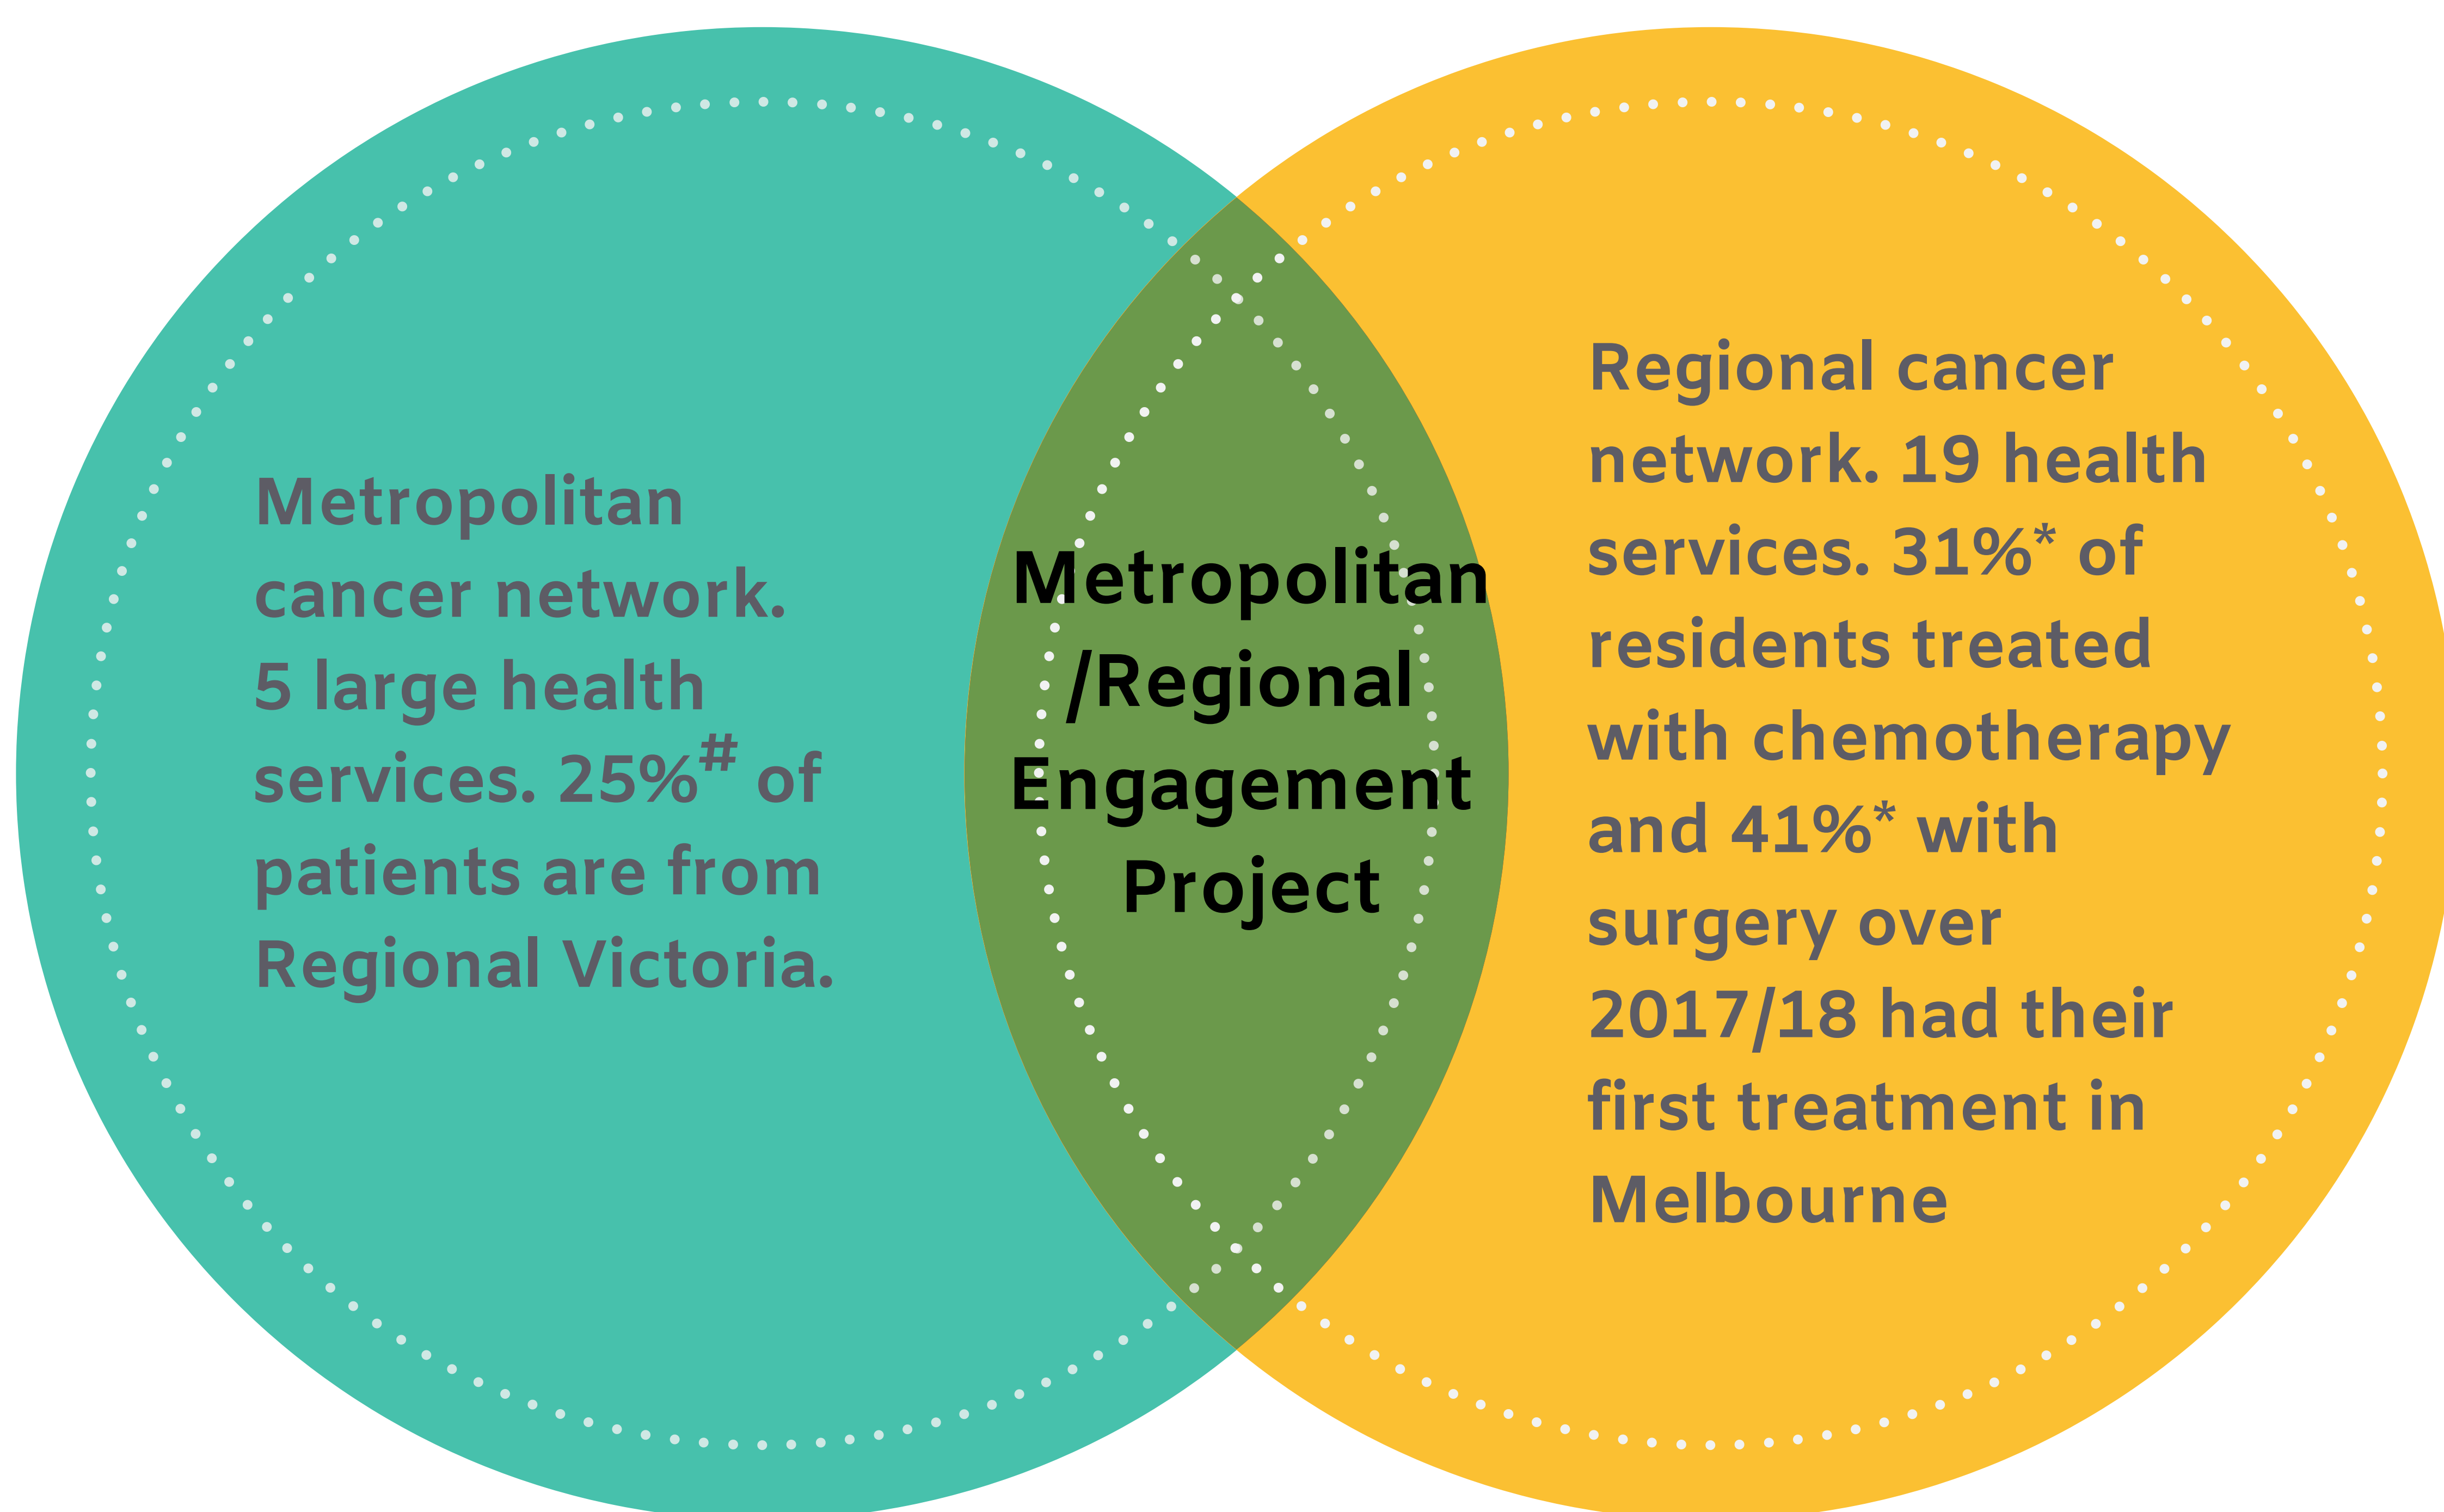 Metropolitan
cancer network.
5 large health
services. 25%# of
patients are from
Regional Victoria.
Metropolitan
/Regional
Engagement
Project
Regional cancer
network. 19 health
services. 31%* of
residents treated
with chemotherapy
and 41%* with
surgery over
2017/18 had their
first treatment in
Melbourne